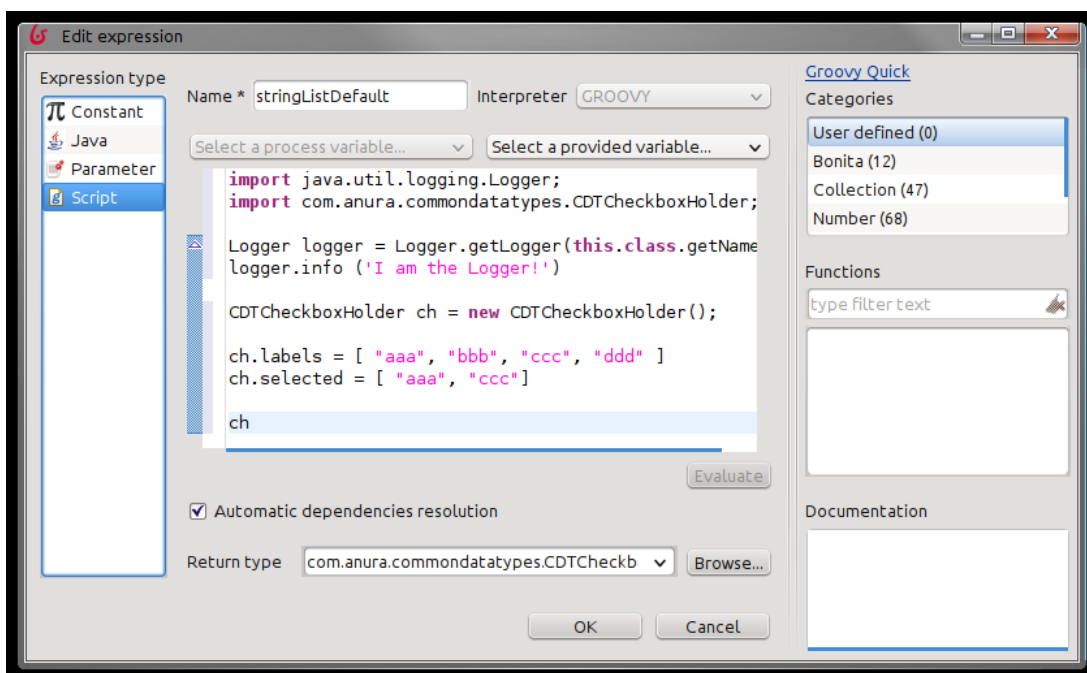 Edit expression
Expression type
π Constant
Java
Parameter
Script
Name * stringListDefault Interpreter GROOVY
Select a process variable... Select a provided variable...
import java.util.logging.Logger;
import com.anura.commondatatypes.CDTCheckboxHolder;
Logger logger = Logger.getLogger(this.class.getName
logger.info ('I am the Logger!')
CDTCheckboxHolder ch = new CDTCheckboxHolder();
ch.labels = [ "aaa", "bbb", "ccc", "ddd" ]
ch.selected = [ "aaa", "ccc"]
ch
Evaluate
Automatic dependencies resolution
Return type com.anura.commondatatypes.CDTCheckb Browse...
OK Cancel
Groovy Quick
Categories
User defined (0)
Bonita (12)
Collection (47)
Number (68)
Functions
type filter text
Documentation